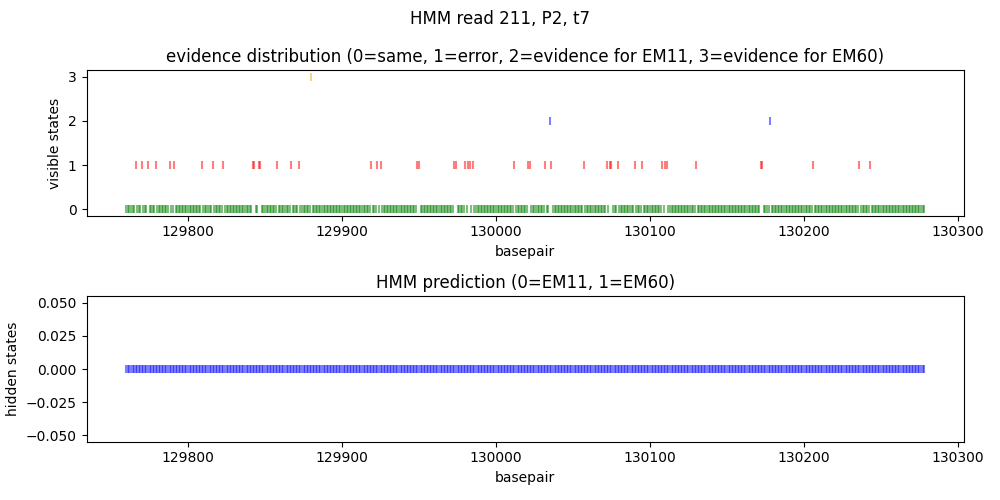 HMM read 211, P2, t7
evidence distribution (0=same, 1=error, 2=evidence for EM11, 3=evidence for EM60)
visible states
3
2
1
0
129800 129900 130000 130100 130200 130300
basepair
HMM prediction (0=EM11, 1=EM60)
hidden states
0.050
0.025
0.000
−0.025
−0.050
129800 129900 130000 130100 130200 130300
basepair